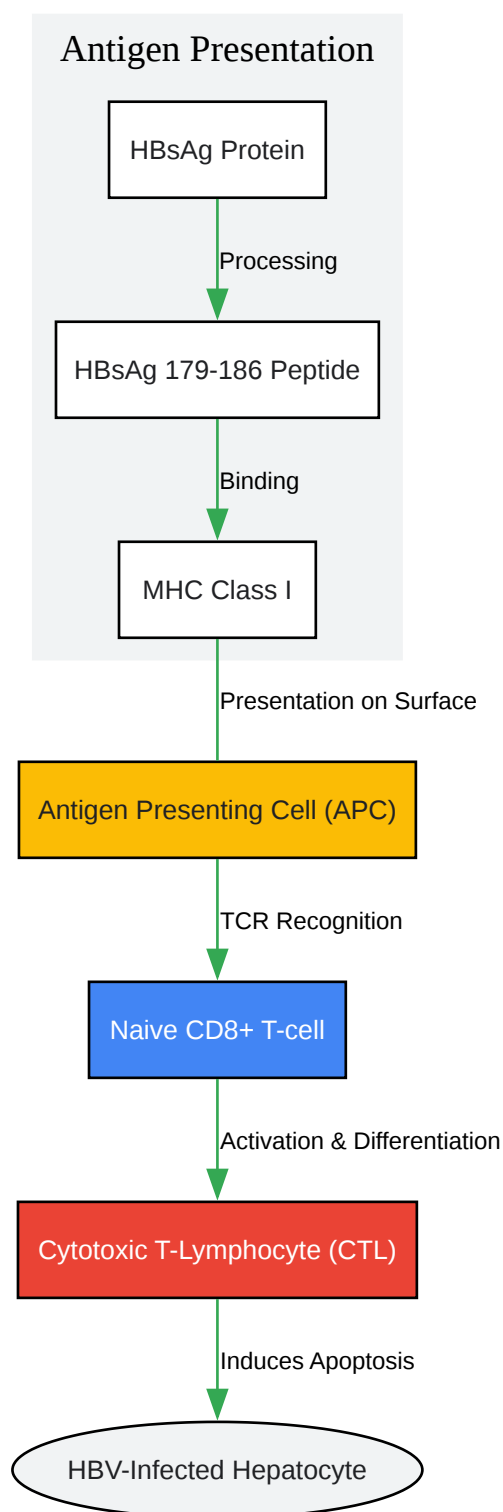 Antigen Presentation
HBsAg Protein
Processing
HBsAg 179-186 Peptide
Binding
MHC Class I
Presentation on Surface
Antigen Presenting Cell (APC)
TCR Recognition
Naive CD8+ T-cell
Activation & Differentiation
Cytotoxic T-Lymphocyte (CTL)
Induces Apoptosis
HBV-Infected Hepatocyte